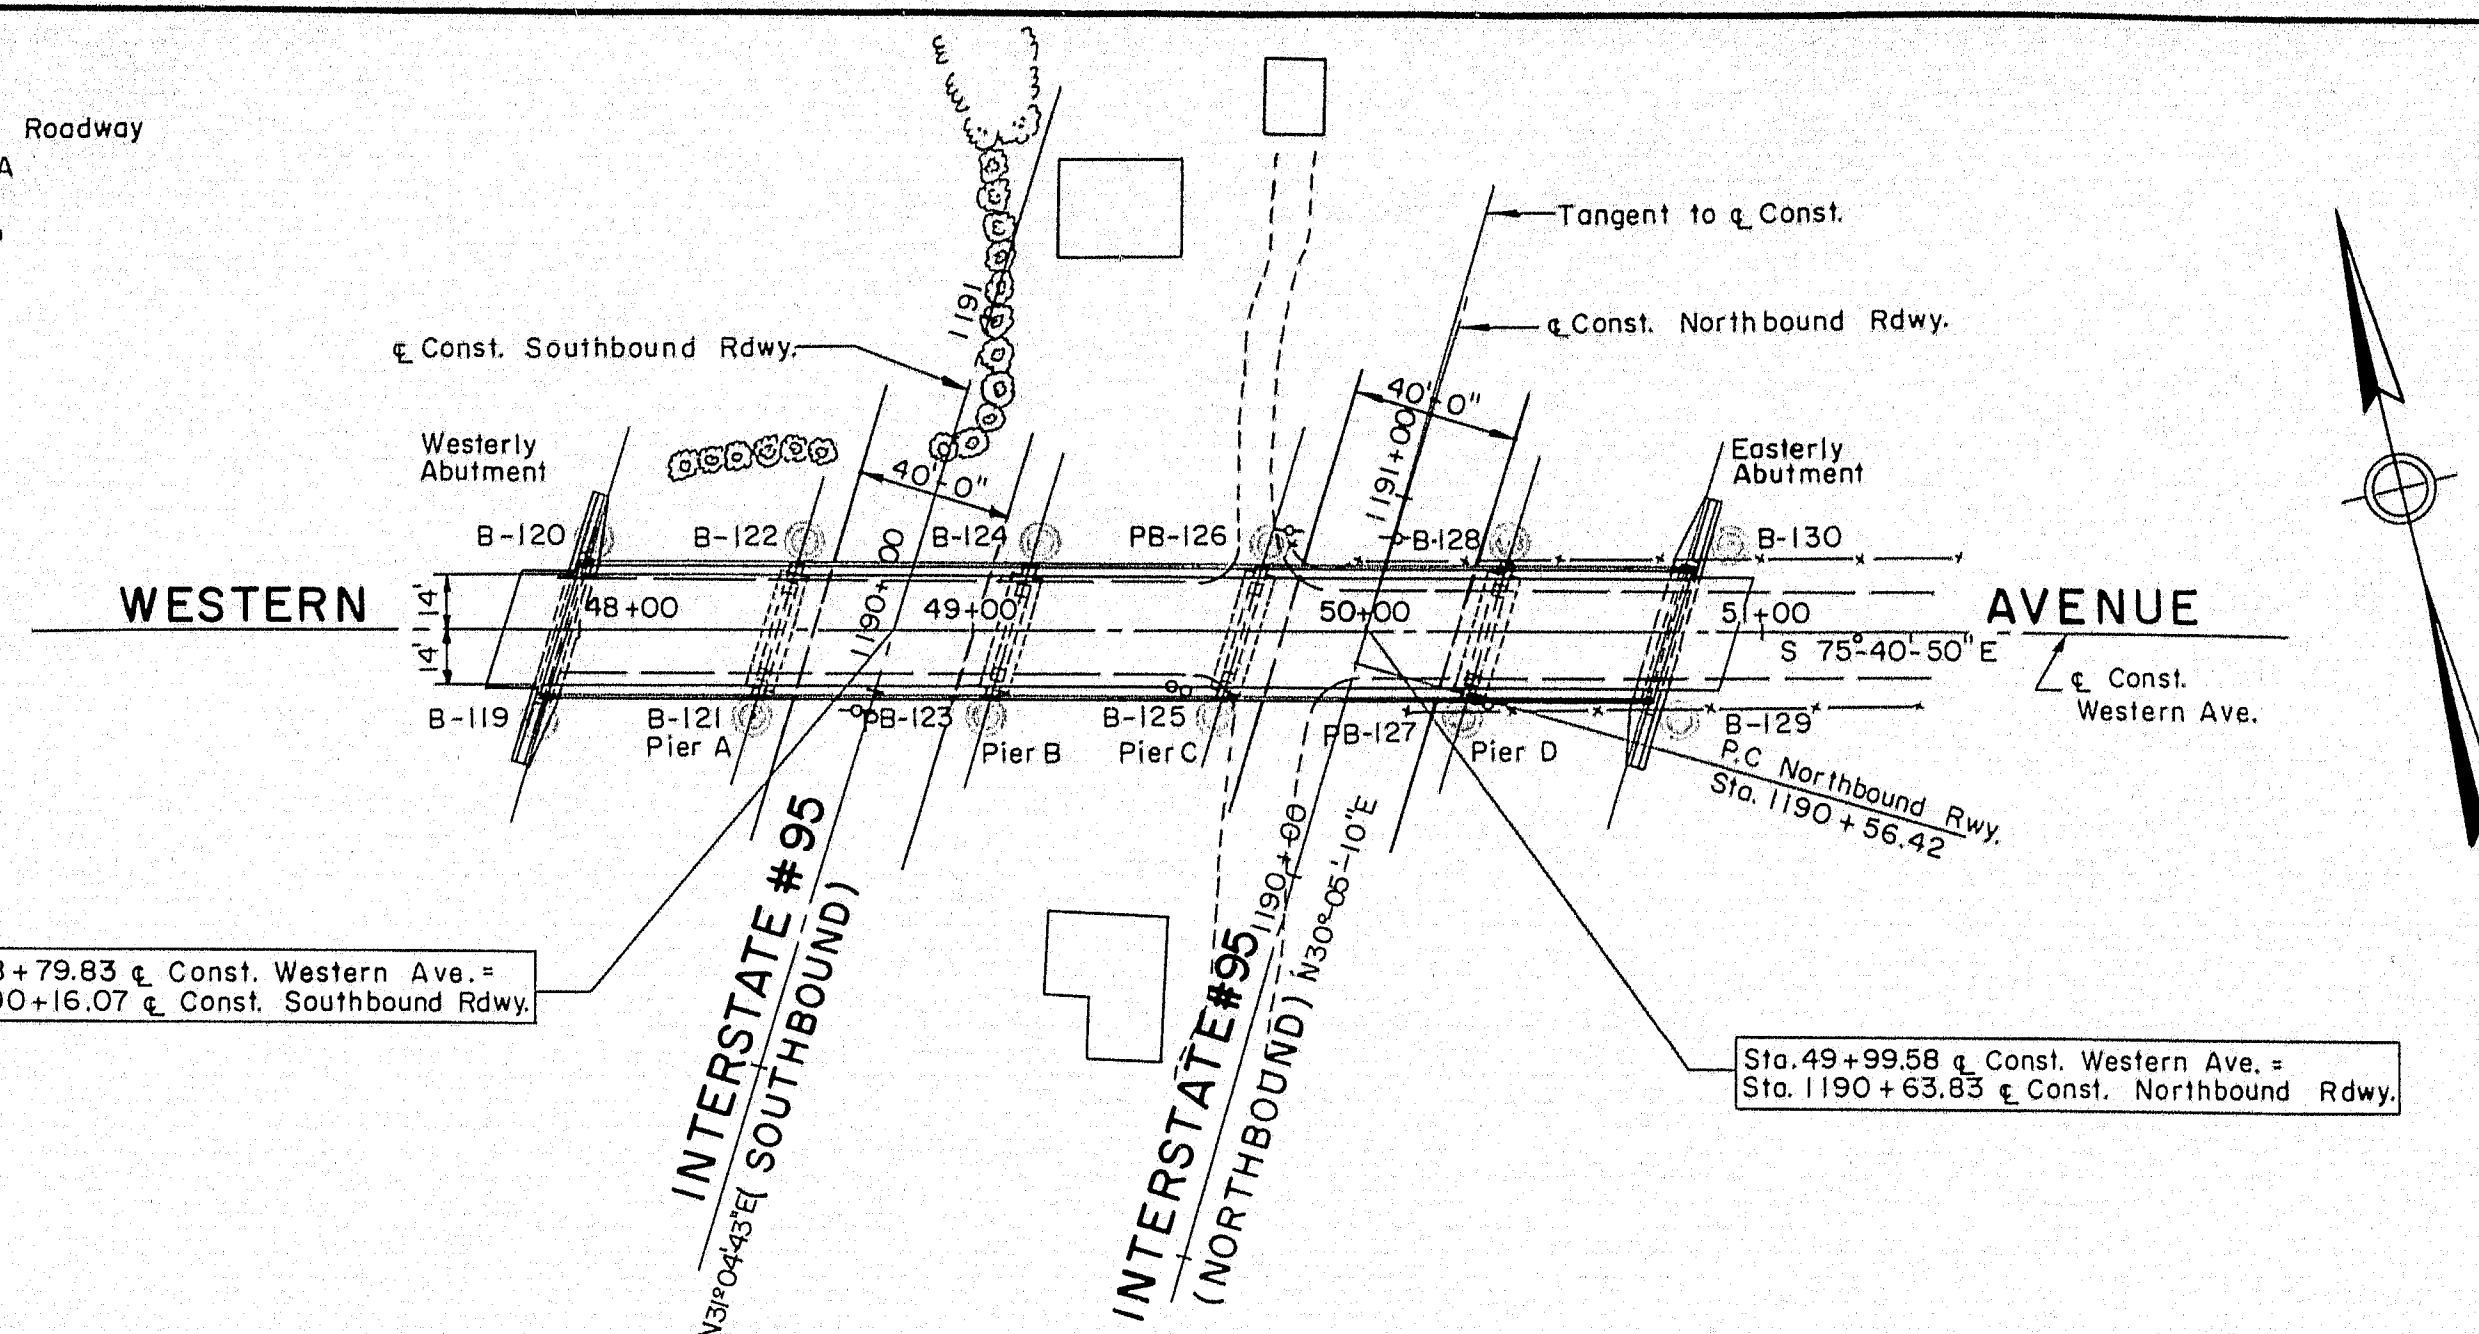 Roadway
A
Tangent to ℄ Const.
℄ Const. Northbound Rdwy.
℄ Const. Southbound Rdwy.
1191
40'-0"
1191+00
Westerly
Abutment
40'-0"
Easterly
Abutment
B-120
B-122
B-124
PB-126
B-128
B-130
WESTERN
14'
14'
48+00
1190+00
49+00
50+00
51+00
AVENUE
S 75°-40'-50" E
℄ Const.
Western Ave.
B-119
B-121
Pier A
PB-123
Pier B
B-125
Pier C
PB-127
Pier D
B-129
P.C Northbound Rwy.
Sta. 1190 + 56.42
INTERSTATE #95
(SOUTHBOUND)
N31°04'43"E
INTERSTATE #95
(NORTHBOUND)
1190+00
N30°-05'-10"E
8+79.83 ℄ Const. Western Ave. =
90+16.07 ℄ Const. Southbound Rdwy.
Sta. 49+99.58 ℄ Const. Western Ave. =
Sta. 1190+63.83 ℄ Const. Northbound Rdwy.